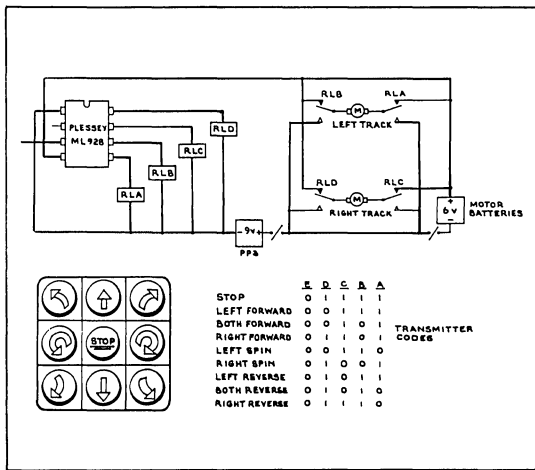 RLB RLA
M
LEFT TRACK
PLESSEY
ML928
RLD
RLC
RLB
RLA
RLD RLC
M
RIGHT TRACK
- 9v +
PP3
+
6v
-
MOTOR
BATTERIES
STOP
E D C B A
STOP 0 1 1 1 1
LEFT FORWARD 0 0 1 1 1
BOTH FORWARD 0 0 1 0 1
RIGHT FORWARD 0 1 1 0 1
LEFT SPIN 0 0 1 1 0
RIGHT SPIN 0 1 0 0 1
LEFT REVERSE 0 1 0 1 1
BOTH REVERSE 0 1 0 1 0
RIGHT REVERSE 0 1 1 1 0
TRANSMITTER
CODES